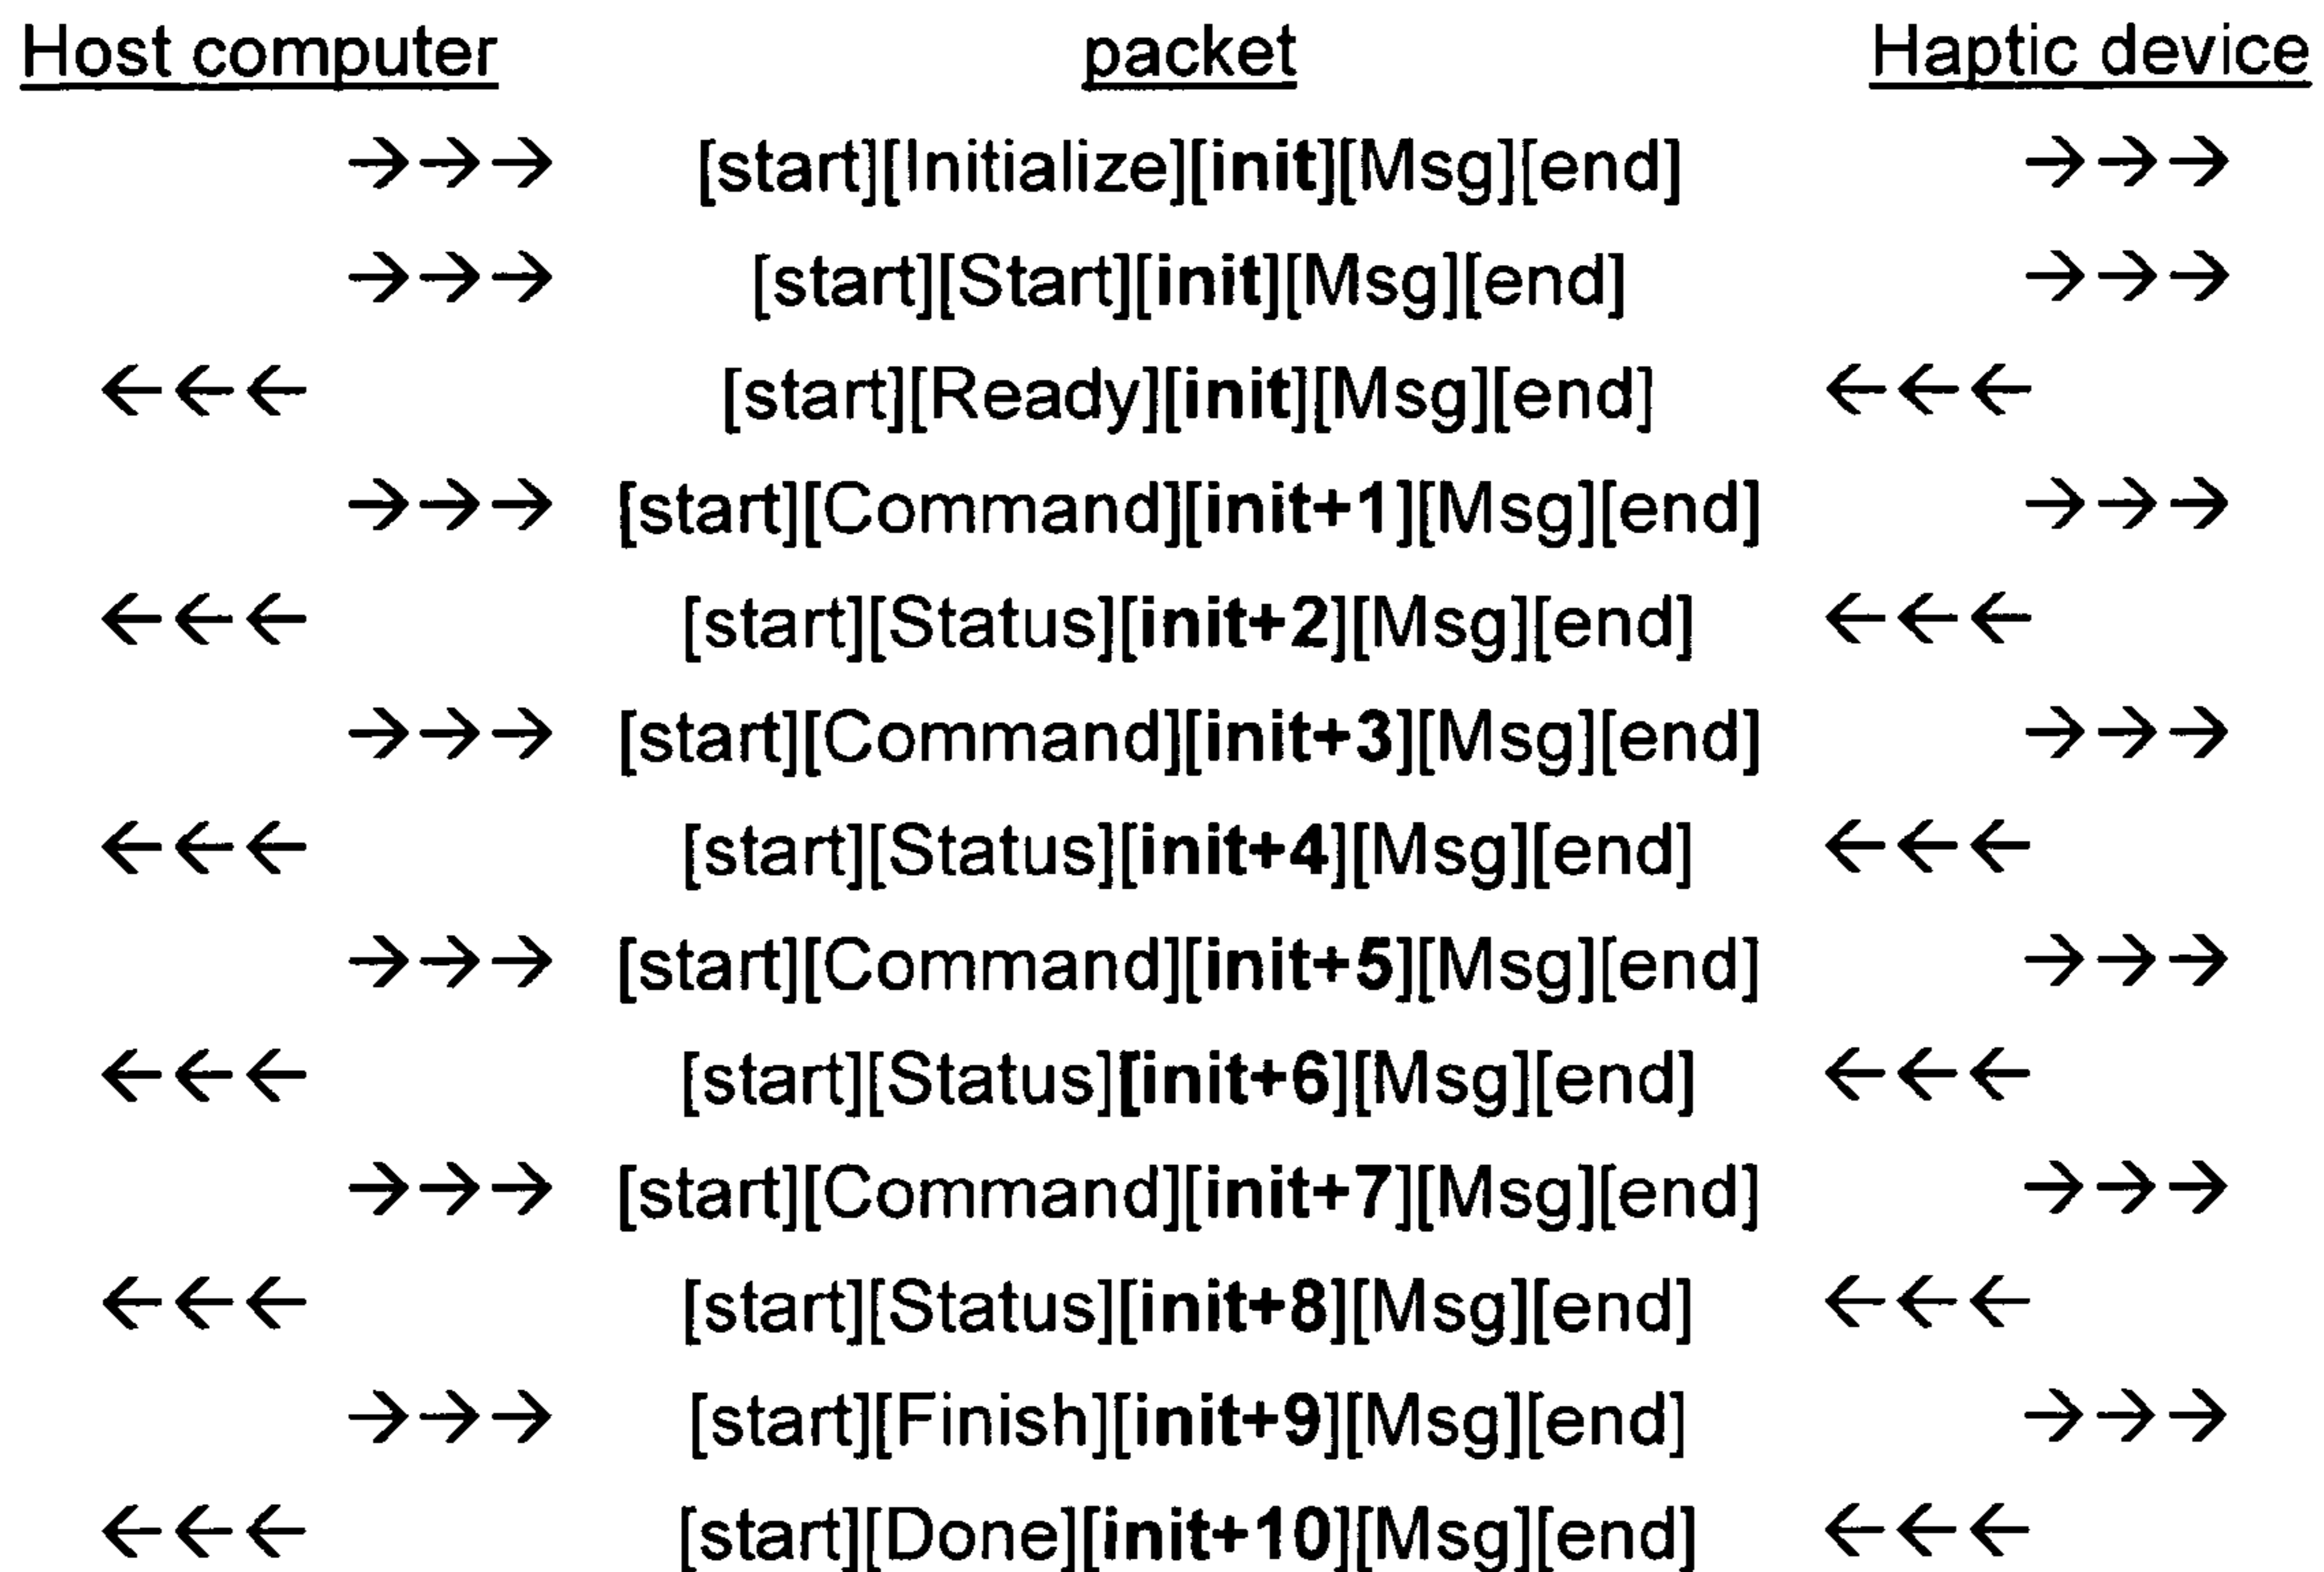 Host computer packet Haptic device
→→→ [start][Initialize][init][Msg][end] →→→
→→→ [start][Start][init][Msg][end] →→→
←←← [start][Ready][init][Msg][end] ←←←
→→→ [start][Command][init+1][Msg][end] →→→
←←← [start][Status][init+2][Msg][end] ←←←
→→→ [start][Command][init+3][Msg][end] →→→
←←← [start][Status][init+4][Msg][end] ←←←
→→→ [start][Command][init+5][Msg][end] →→→
←←← [start][Status][init+6][Msg][end] ←←←
→→→ [start][Command][init+7][Msg][end] →→→
←←← [start][Status][init+8][Msg][end] ←←←
→→→ [start][Finish][init+9][Msg][end] →→→
←←← [start][Done][init+10][Msg][end] ←←←